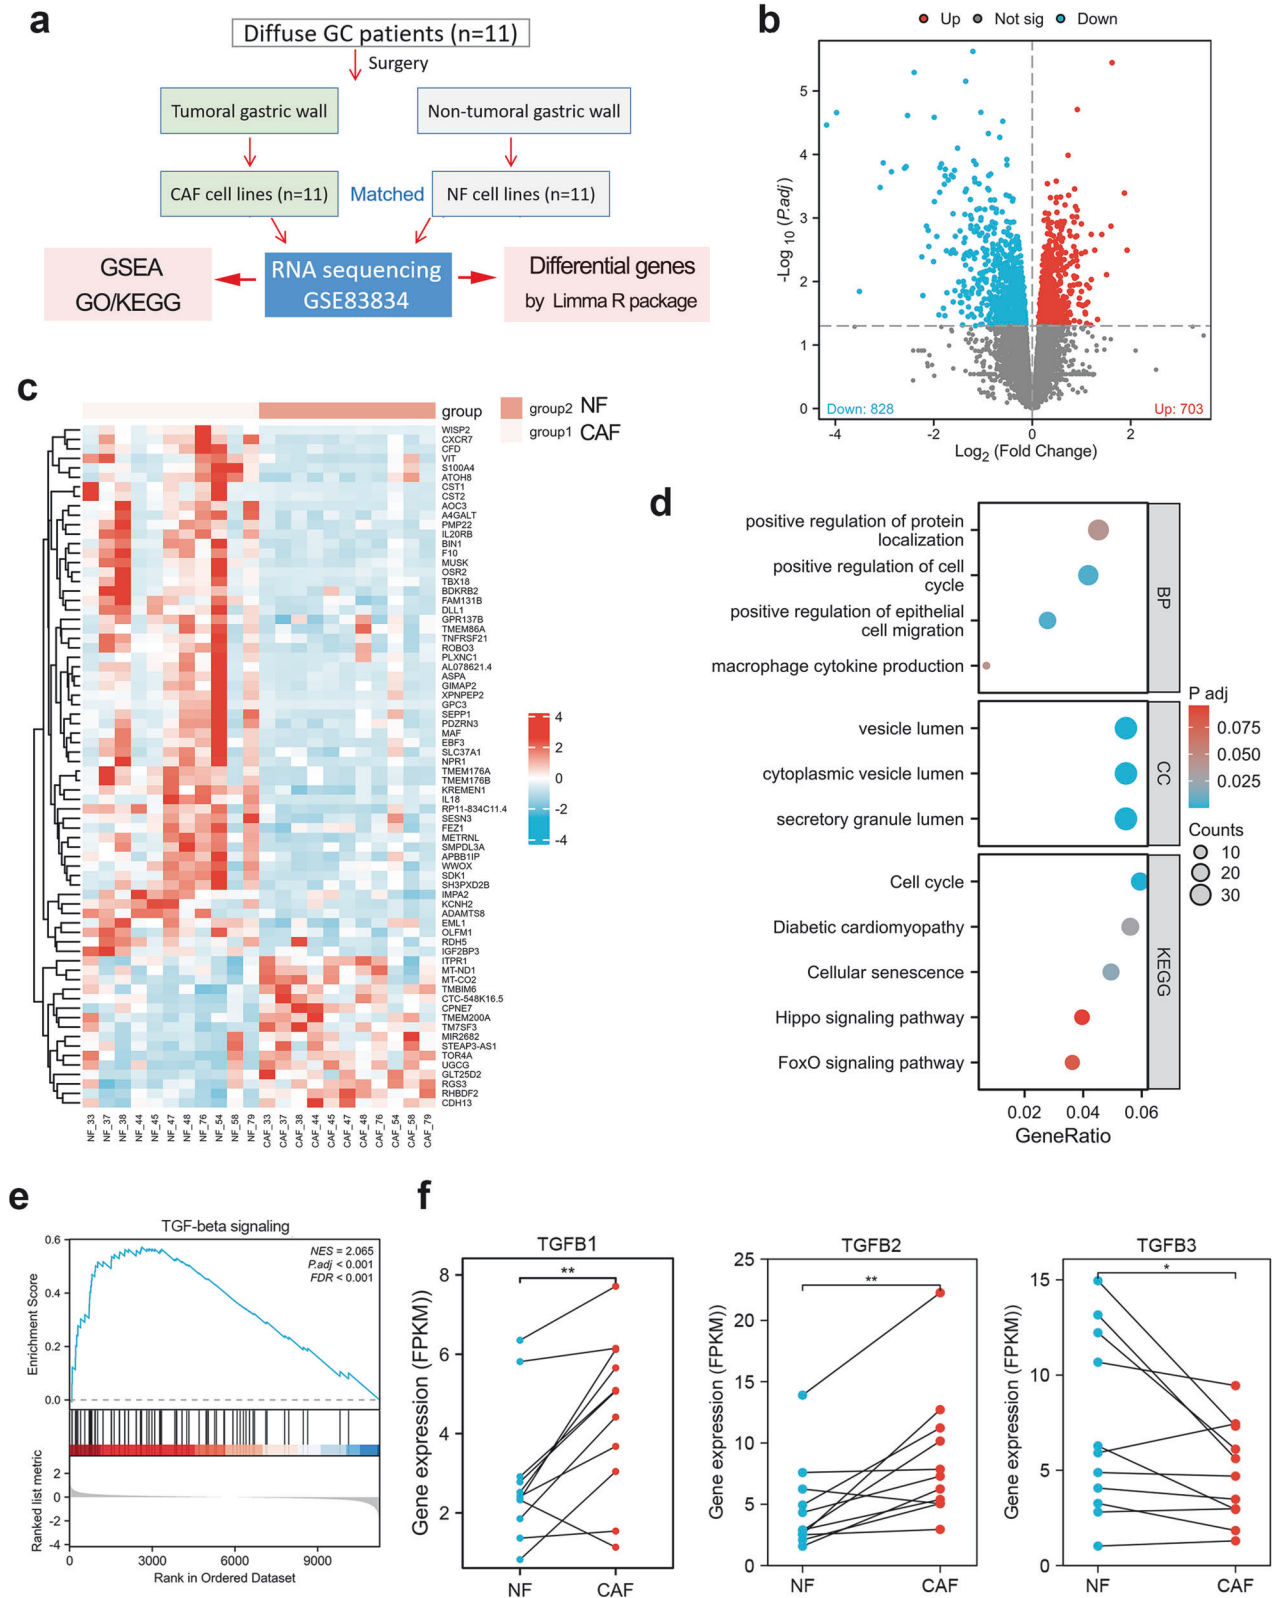 a
Diffuse GC patients (n=11)
Surgery
Tumoral gastric wall
Non-tumoral gastric wall
CAF cell lines (n=11)
Matched
NF cell lines (n=11)
GSEA
GO/KEGG
RNA sequencing
GSE83834
Differential genes
by Limma R package
b
Up
Not sig
Down
-Log 10 (P.adj)
5
4
3
2
1
0
Down: 828
Up: 703
-4
-2
0
2
Log2 (Fold Change)
c
group
group2 NF
group1 CAF
WISP2
CXCR7
CFD
VIT
S100A4
ATOH8
CST1
CST2
AOC3
A4GALT
PMP22
IL20RB
BIN1
F10
MUSK
OSR2
TBX18
BDKRB2
FAM131B
DLL1
GPR137B
TMEM86A
TNFRSF21
ROBO3
PLXNC1
AL078621.4
ASPA
GIMAP2
XPNPEP2
GPC3
SEPP1
PDZRN3
MAF
EBF3
SLC37A1
NPR1
TMEM176A
TMEM176B
KREMEN1
IL18
RP11-834C11.4
SESN3
FEZ1
METRNL
SMPDL3A
APBB1IP
WWOX
SDK1
SH3PXD2B
IMPA2
KCNH2
ADAMTS8
EML1
OLFM1
RDH5
IGF2BP3
ITPR1
MT-ND1
MT-CO2
TMBIM6
CTC-548K16.5
CPNE7
TMEM200A
TM7SF3
MIR2682
STEAP3-AS1
TOR4A
UGCG
GLT25D2
RGS3
RHBDF2
CDH13
4
2
0
-2
-4
NF_33
NF_37
NF_38
NF_44
NF_45
NF_47
NF_48
NF_76
NF_54
NF_58
NF_79
CAF_33
CAF_37
CAF_38
CAF_44
CAF_45
CAF_47
CAF_48
CAF_76
CAF_54
CAF_58
CAF_79
d
positive regulation of protein
localization
positive regulation of cell
cycle
positive regulation of epithelial
cell migration
macrophage cytokine production
BP
vesicle lumen
cytoplasmic vesicle lumen
secretory granule lumen
CC
Cell cycle
Diabetic cardiomyopathy
Cellular senescence
Hippo signaling pathway
FoxO signaling pathway
KEGG
0.02
0.04
0.06
GeneRatio
P adj
0.075
0.050
0.025
Counts
10
20
30
e
TGF-beta signaling
NES = 2.065
P.adj < 0.001
FDR < 0.001
Enrichment Score
0.6
0.4
0.2
0.0
Ranked list metric
2
0
-2
-4
0
3000
6000
9000
Rank in Ordered Dataset
f
TGFB1
**
Gene expression (FPKM))
8
6
4
2
NF
CAF
TGFB2
**
Gene expression (FPKM))
25
20
15
10
5
0
NF
CAF
TGFB3
*
Gene expression (FPKM))
15
10
5
0
NF
CAF